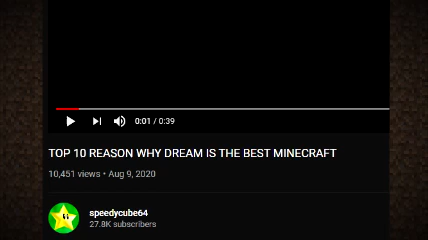 0:01 / 0:39
TOP 10 REASON WHY DREAM IS THE BEST MINECRAFT
10,451 views • Aug 9, 2020
speedycube64
27.8K subscribers